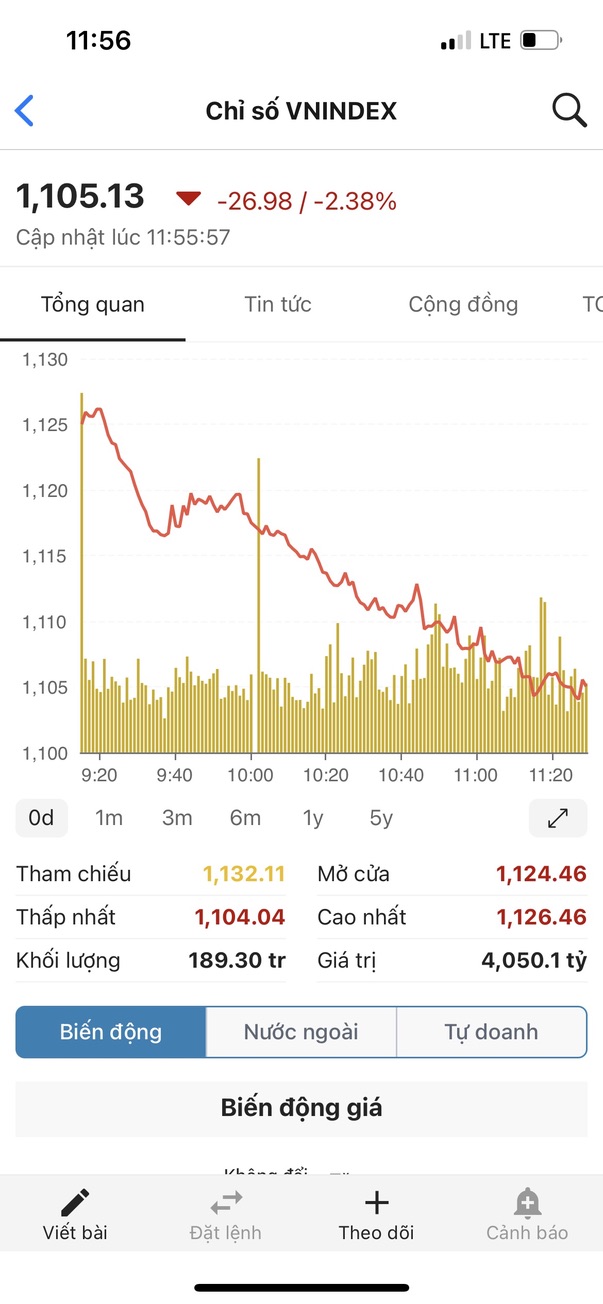 11:56
LTE
Chỉ số VNINDEX
1,105.13 -26.98 / -2.38%
Cập nhật lúc 11:55:57
Tổng quan Tin tức Cộng đồng TC
1,130
1,125
1,120
1,115
1,110
1,105
1,100
9:20 9:40 10:00 10:20 10:40 11:00 11:20
0d 1m 3m 6m 1y 5y
Tham chiếu 1,132.11 Mở cửa 1,124.46
Thấp nhất 1,104.04 Cao nhất 1,126.46
Khối lượng 189.30 tr Giá trị 4,050.1 tỷ
Biến động Nước ngoài Tự doanh
Biến động giá
Không đổi
Viết bài Đặt lệnh Theo dõi Cảnh báo